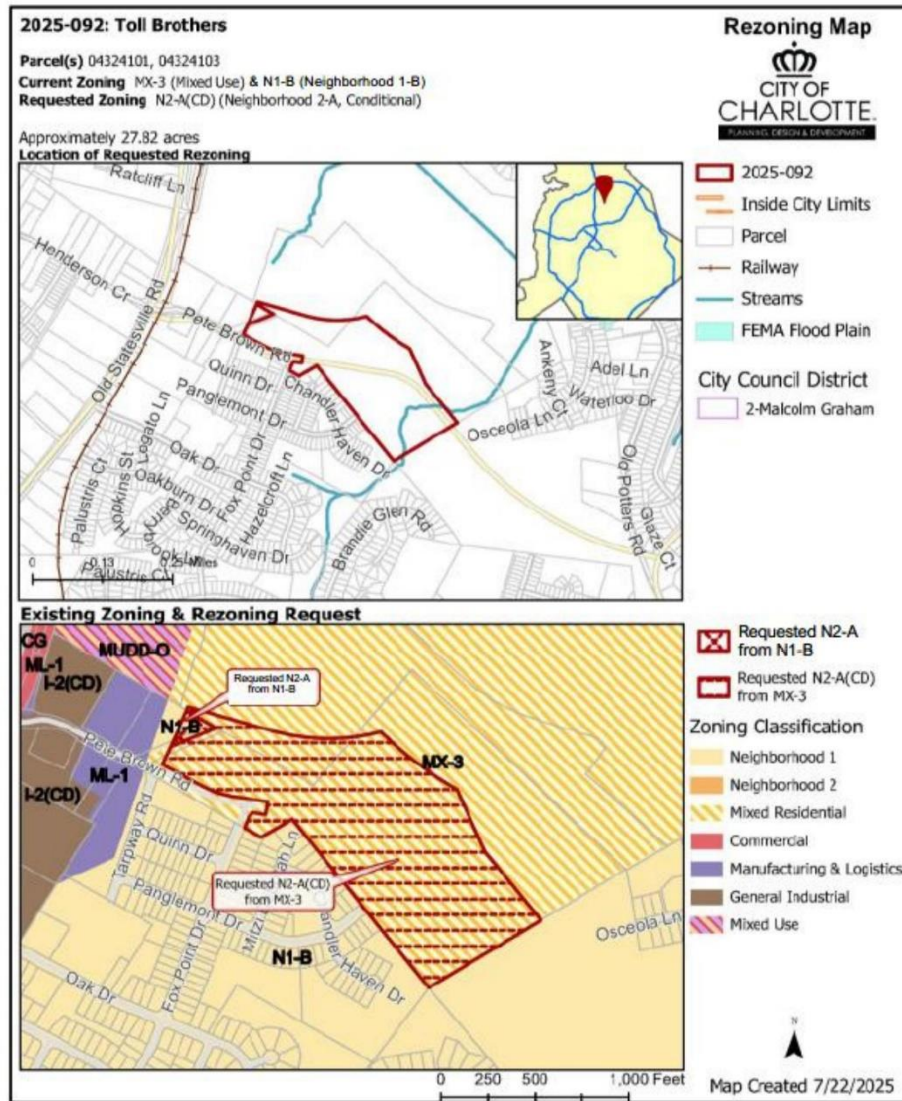 2025-092: Toll Brothers
Parcel(s) 04324101, 04324103
Current Zoning MX-3 (Mixed Use) & N1-B (Neighborhood 1-B)
Requested Zoning N2-A(CD) (Neighborhood 2-A, Conditional)
Approximately 27.82 acres
Location of Requested Rezoning
Rezoning Map
CITY OF
CHARLOTTE
PLANNING, DESIGN & DEVELOPMENT
Ratcliff Ln
Henderson Cr
Old Statesville Rd
Pete Brown Rd
Quinn Dr
Chandler Haven Dr
Panglemont Dr
Logato Ln
Fox Point Dr
Hazelcroft Ln
Oak Dr
Oakburn Dr
Springhaven Dr
Palustris Ct
Hopkins St
Brandie Glen Rd
Palustris Ct
Ankeny Ct
Adel Ln
Waterloo Dr
Osceola Ln
Old Potters Rd
Glaze Ct
0 0.13 0.25 Miles
2025-092
Inside City Limits
Parcel
Railway
Streams
FEMA Flood Plain
City Council District
2-Malcolm Graham
Existing Zoning & Rezoning Request
CG
ML-1
I-2(CD)
MUDD-O
Requested N2-A
from N1-B
N1-B
MX-3
Pete Brown Rd
ML-1
I-2(CD)
Tarpway Rd
Quinn Dr
Panglemont Dr
Requested N2-A(CD)
from MX-3
Fox Point Dr
N1-B
Oak Dr
Osceola Ln
0 250 500 1,000 Feet
Requested N2-A
from N1-B
Requested N2-A(CD)
from MX-3
Zoning Classification
Neighborhood 1
Neighborhood 2
Mixed Residential
Commercial
Manufacturing & Logistics
General Industrial
Mixed Use
N
Map Created 7/22/2025